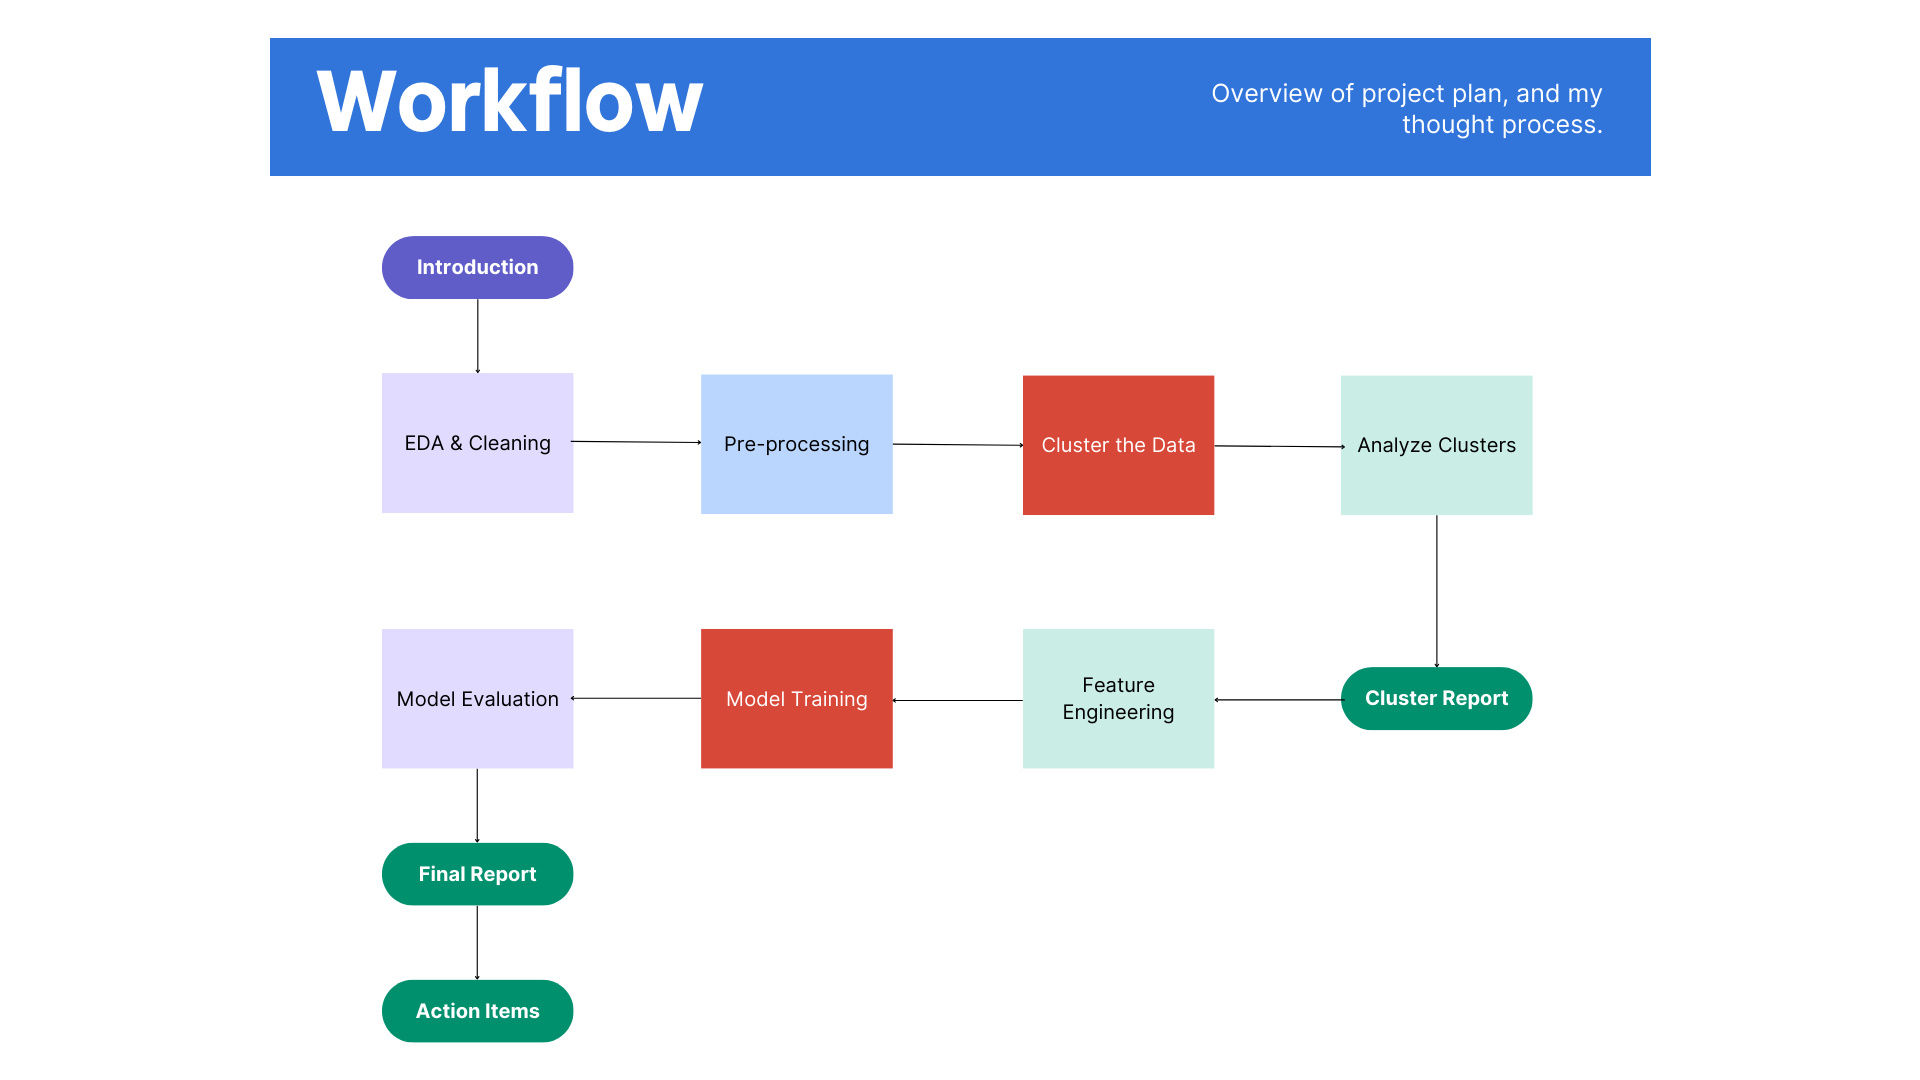 Workflow
Overview of project plan, and my
thought process.
Introduction
EDA & Cleaning
Pre-processing
Cluster the Data
Analyze Clusters
Model Evaluation
Model Training
Feature
Engineering
Cluster Report
Final Report
Action Items